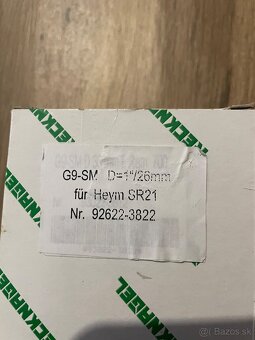 G9-SM D=1"/26mm
für Heym SR21
Nr. 92622-3822
RECKNAGEL
RECKNAGEL
Bazos.sk